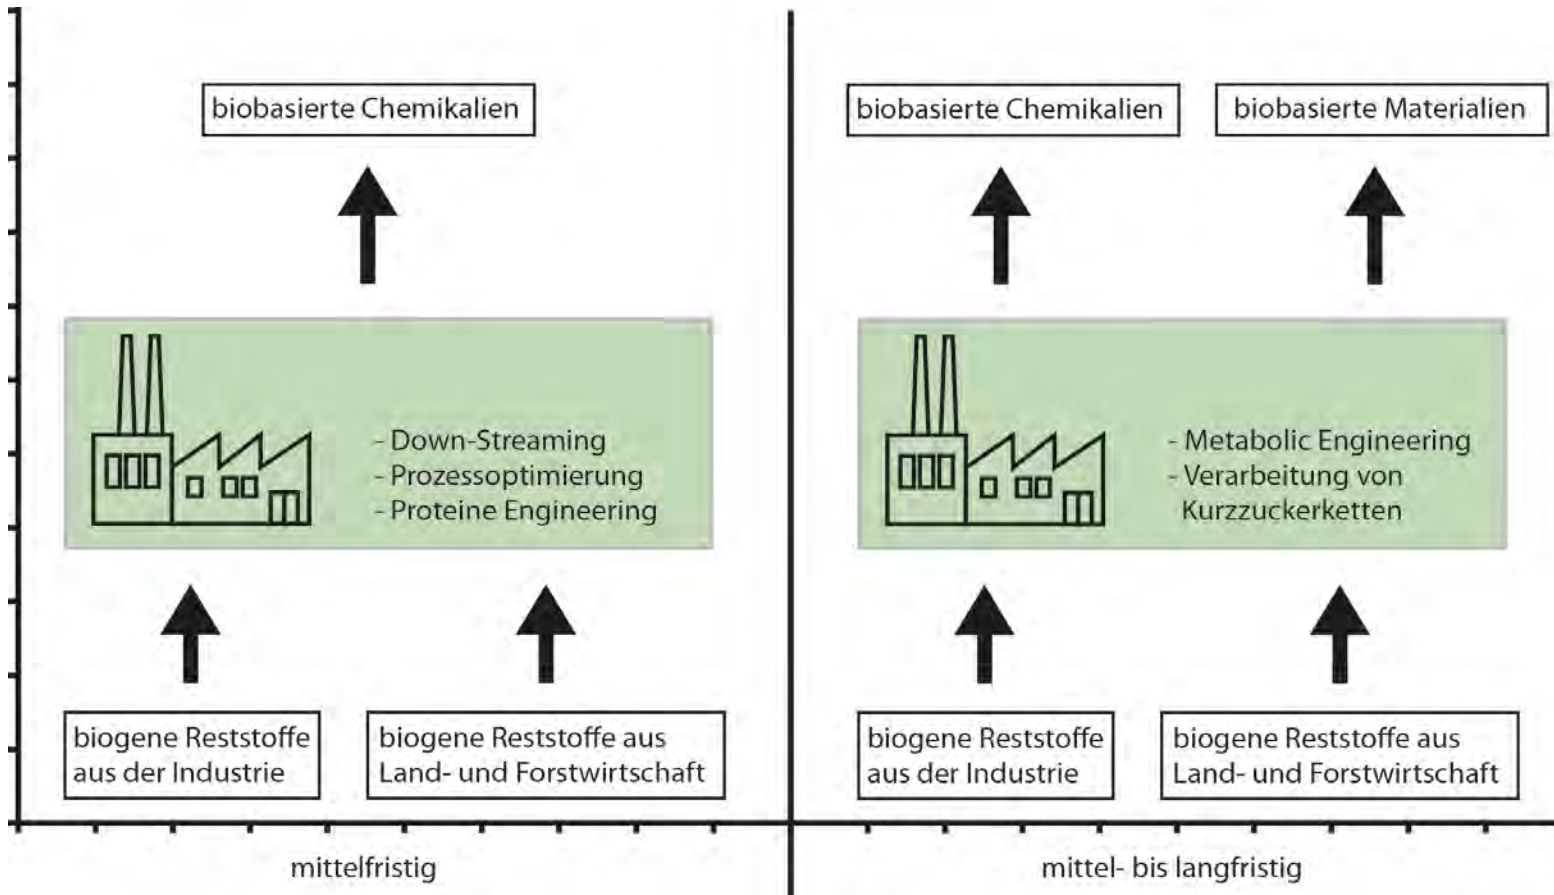 biobasierte Chemikalien
- Down-Streaming
- Prozessoptimierung
- Proteine Engineering
biogene Reststoffe
aus der Industrie
biogene Reststoffe aus
Land- und Forstwirtschaft
mittelfristig
biobasierte Chemikalien
biobasierte Materialien
- Metabolic Engineering
- Verarbeitung von
Kurzzuckerketten
biogene Reststoffe
aus der Industrie
biogene Reststoffe aus
Land- und Forstwirtschaft
mittel- bis langfristig